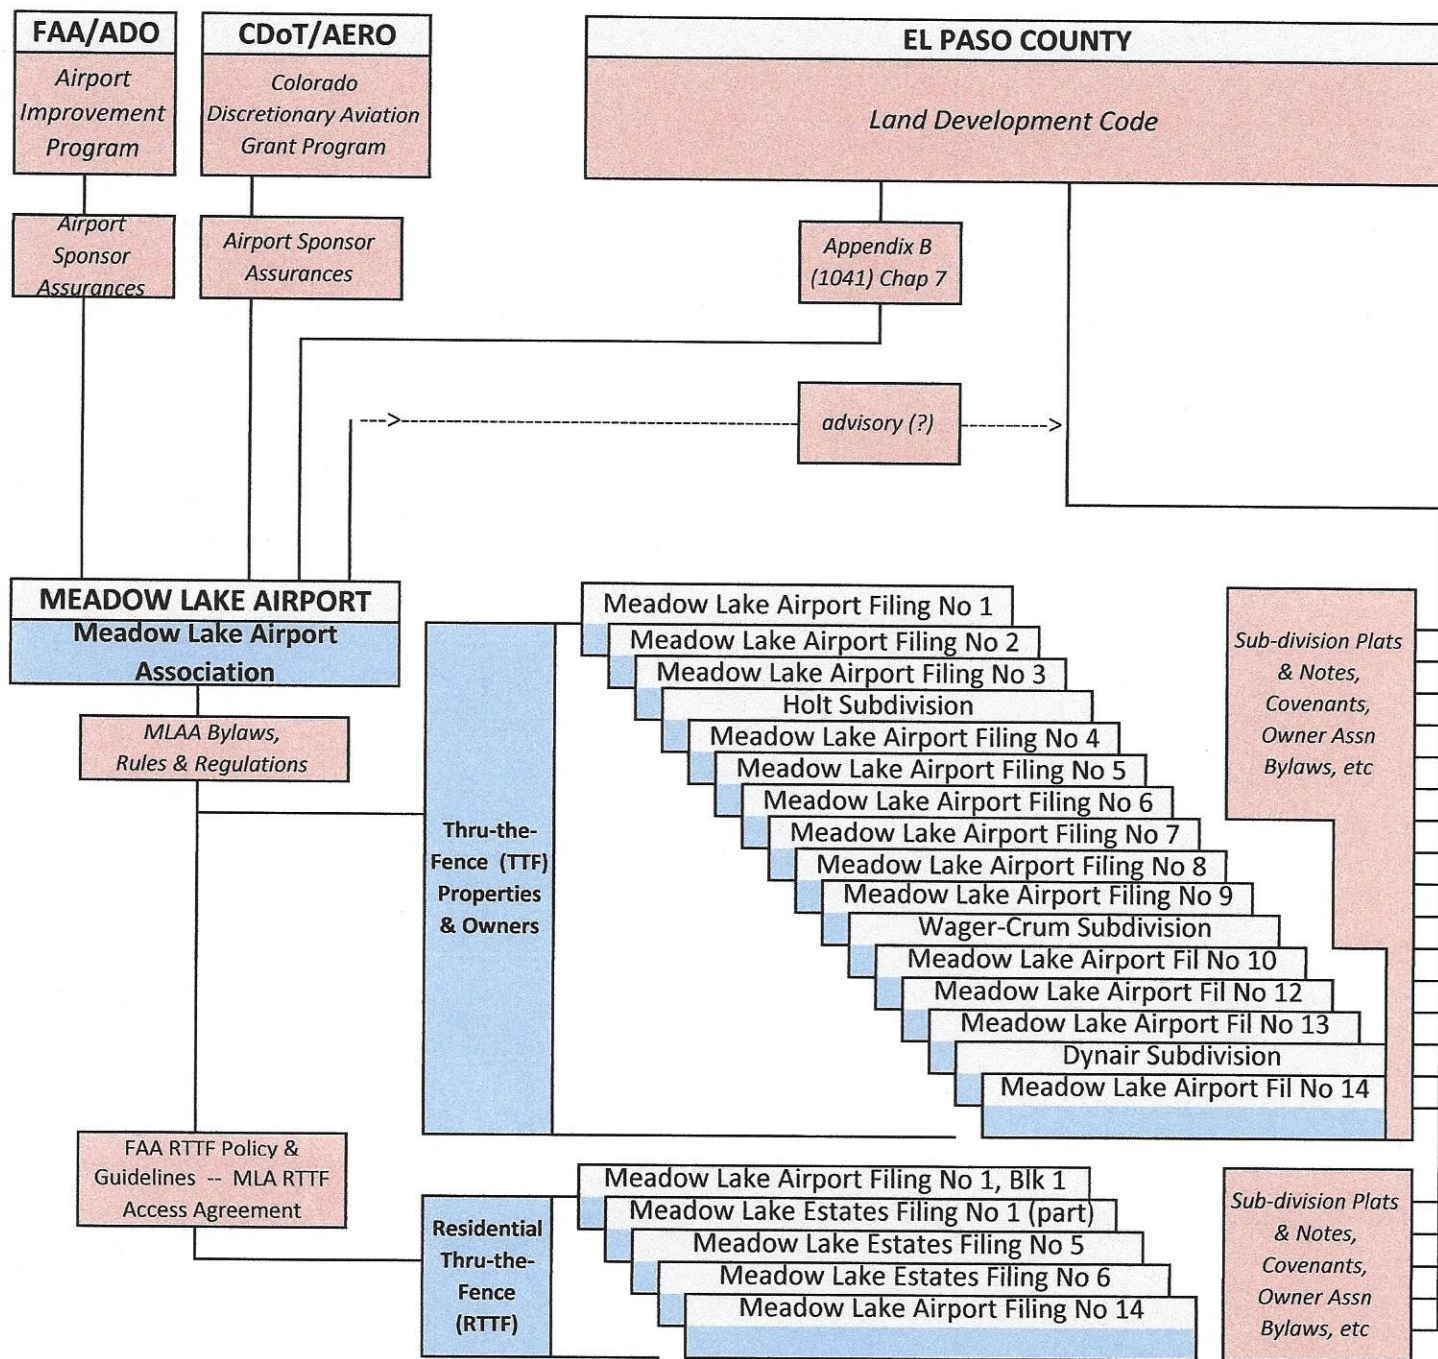 FAA/ADO
Airport
Improvement
Program
Airport
Sponsor
Assurances
CDoT/AERO
Colorado
Discretionary Aviation
Grant Program
Airport Sponsor
Assurances
EL PASO COUNTY
Land Development Code
Appendix B
(1041) Chap 7
advisory (?)
MEADOW LAKE AIRPORT
Meadow Lake Airport
Association
MLAA Bylaws,
Rules & Regulations
Thru-the-
Fence (TTF)
Properties
& Owners
Meadow Lake Airport Filing No 1
Meadow Lake Airport Filing No 2
Meadow Lake Airport Filing No 3
Holt Subdivision
Meadow Lake Airport Filing No 4
Meadow Lake Airport Filing No 5
Meadow Lake Airport Filing No 6
Meadow Lake Airport Filing No 7
Meadow Lake Airport Filing No 8
Meadow Lake Airport Filing No 9
Wager-Crum Subdivision
Meadow Lake Airport Fil No 10
Meadow Lake Airport Fil No 12
Meadow Lake Airport Fil No 13
Dynair Subdivision
Meadow Lake Airport Fil No 14
Sub-division Plats
& Notes,
Covenants,
Owner Assn
Bylaws, etc
FAA RTTF Policy &
Guidelines -- MLA RTTF
Access Agreement
Residential
Thru-the-
Fence
(RTTF)
Meadow Lake Airport Filing No 1, Blk 1
Meadow Lake Estates Filing No 1 (part)
Meadow Lake Estates Filing No 5
Meadow Lake Estates Filing No 6
Meadow Lake Airport Filing No 14
Sub-division Plats
& Notes,
Covenants,
Owner Assn
Bylaws, etc